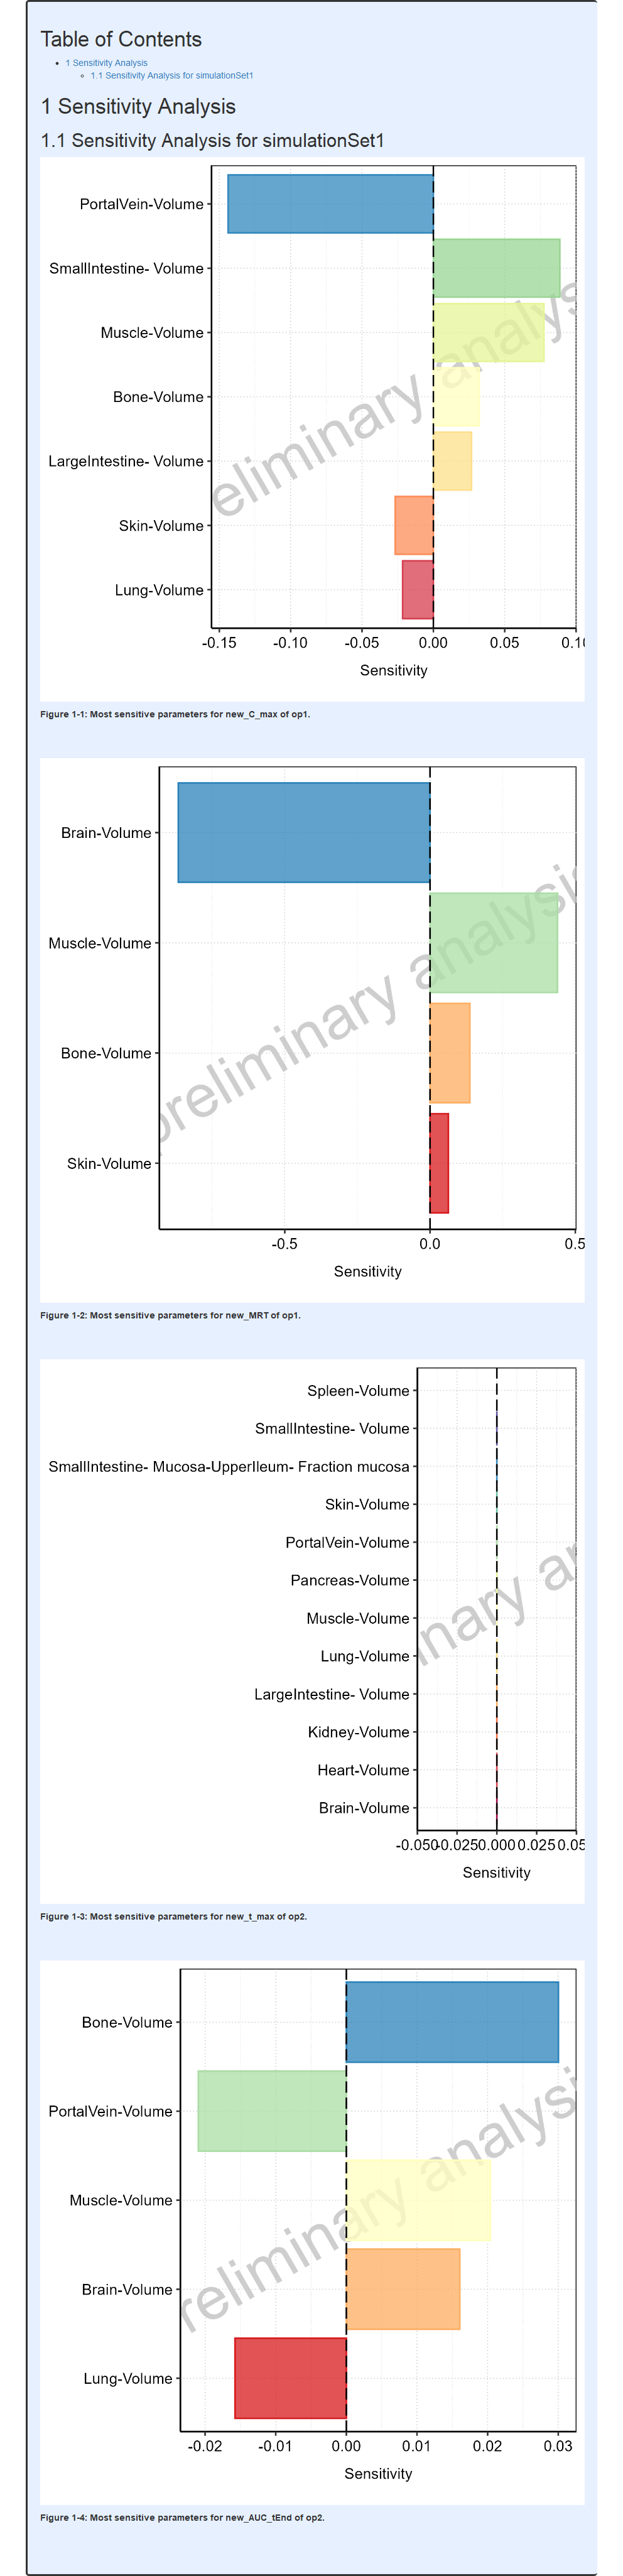 Table of Contents
1 Sensitivity Analysis
1.1 Sensitivity Analysis for simulationSet1
1 Sensitivity Analysis
1.1 Sensitivity Analysis for simulationSet1
PortalVein-Volume
SmallIntestine- Volume
Muscle-Volume
Bone-Volume
LargeIntestine- Volume
Skin-Volume
Lung-Volume
eliminary analys
-0.15 -0.10 -0.05 0.00 0.05 0.10
Sensitivity
Figure 1-1: Most sensitive parameters for new_C_max of op1.
Brain-Volume
Muscle-Volume
Bone-Volume
Skin-Volume
preliminary analysis
-0.5 0.0 0.5
Sensitivity
Figure 1-2: Most sensitive parameters for new_MRT of op1.
Spleen-Volume
SmallIntestine- Volume
SmallIntestine- Mucosa-UpperIleum- Fraction mucosa
Skin-Volume
PortalVein-Volume
Pancreas-Volume
Muscle-Volume
Lung-Volume
LargeIntestine- Volume
Kidney-Volume
Heart-Volume
Brain-Volume
inary an
-0.050 -0.025 0.000 0.025 0.05
Sensitivity
Figure 1-3: Most sensitive parameters for new_t_max of op2.
Bone-Volume
PortalVein-Volume
Muscle-Volume
Brain-Volume
Lung-Volume
reliminary analysi
-0.02 -0.01 0.00 0.01 0.02 0.03
Sensitivity
Figure 1-4: Most sensitive parameters for new_AUC_tEnd of op2.